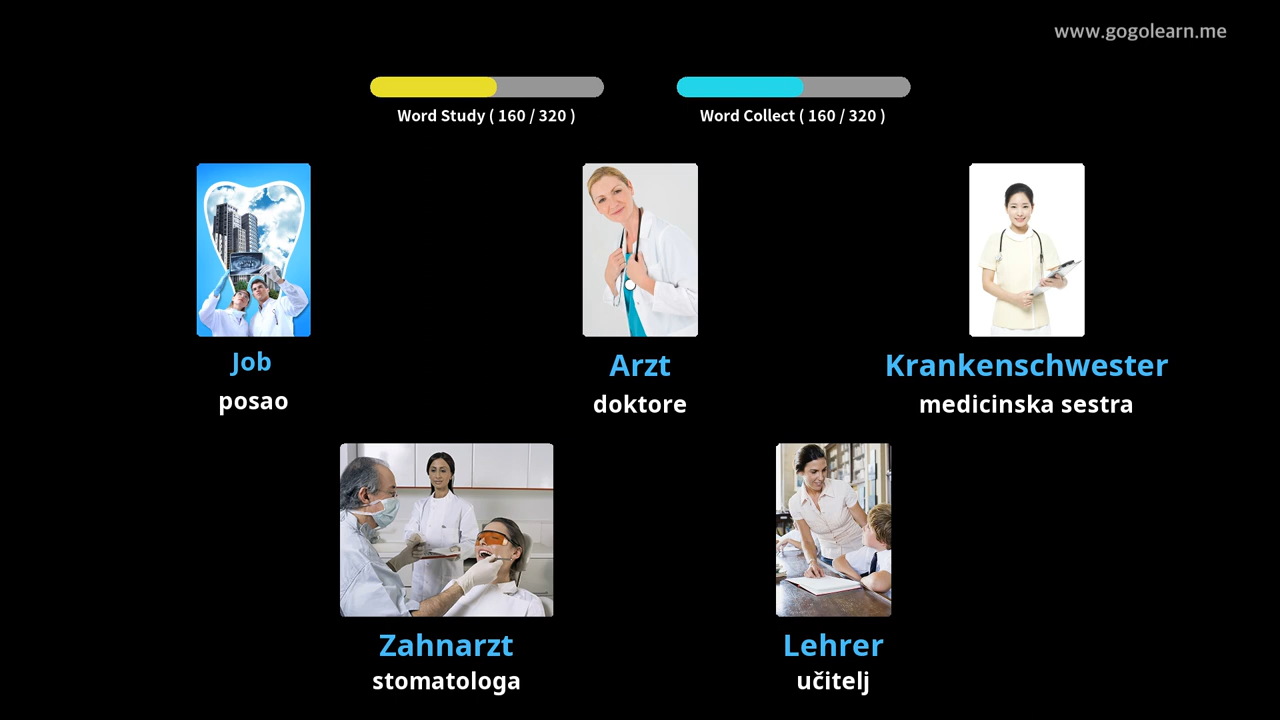 www.gogolearn.me
Word Study ( 160 / 320 )
Word Collect ( 160 / 320 )
Job
posao
Arzt
doktore
Krankenschwester
medicinska sestra
Zahnarzt
stomatologa
Lehrer
učitelj